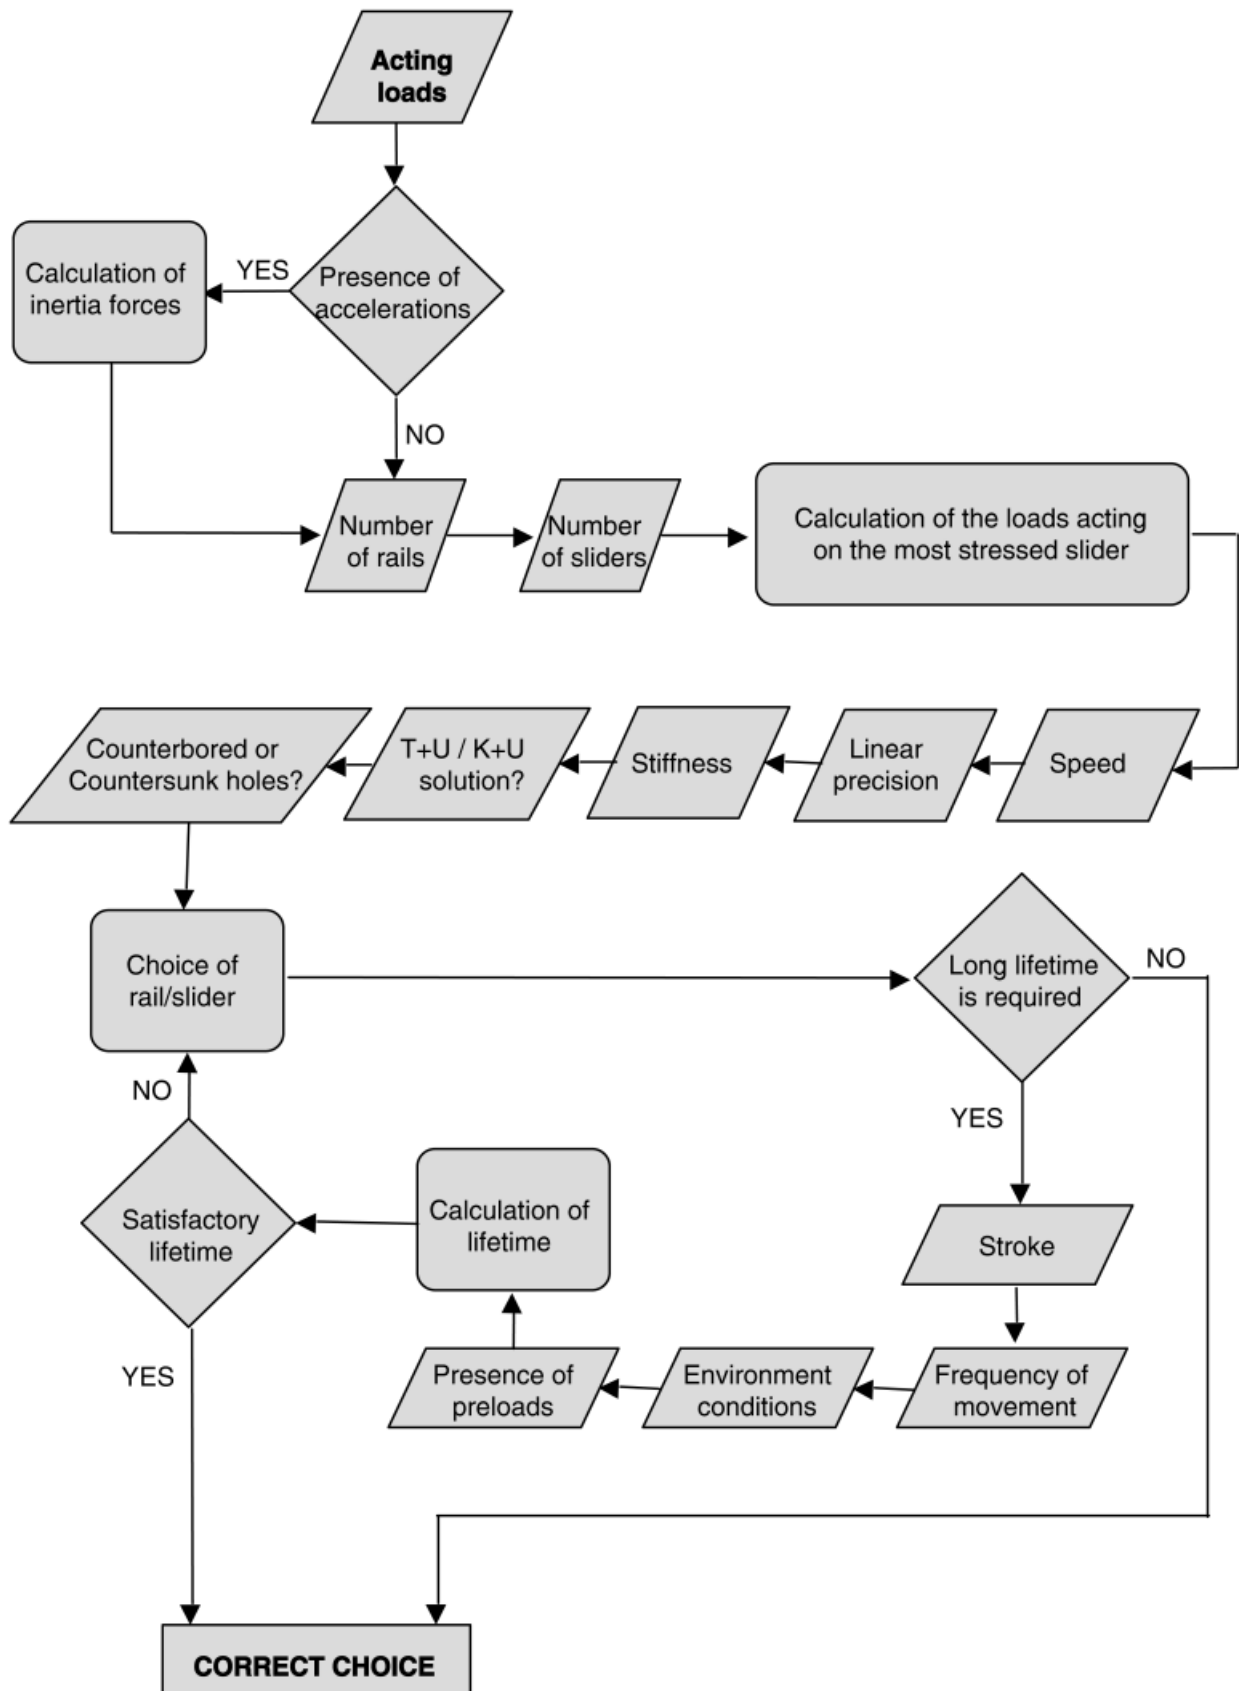 Acting
loads
YES
Calculation of
inertia forces
Presence of
accelerations
NO
Number
of rails
Number
of sliders
Calculation of the loads acting
on the most stressed slider
Counterbored or
Countersunk holes?
T+U / K+U
solution?
Stiffness
Linear
precision
Speed
Choice of
rail/slider
Long lifetime
is required
NO
NO
YES
Satisfactory
lifetime
Calculation of
lifetime
Stroke
YES
Presence of
preloads
Environment
conditions
Frequency of
movement
CORRECT CHOICE